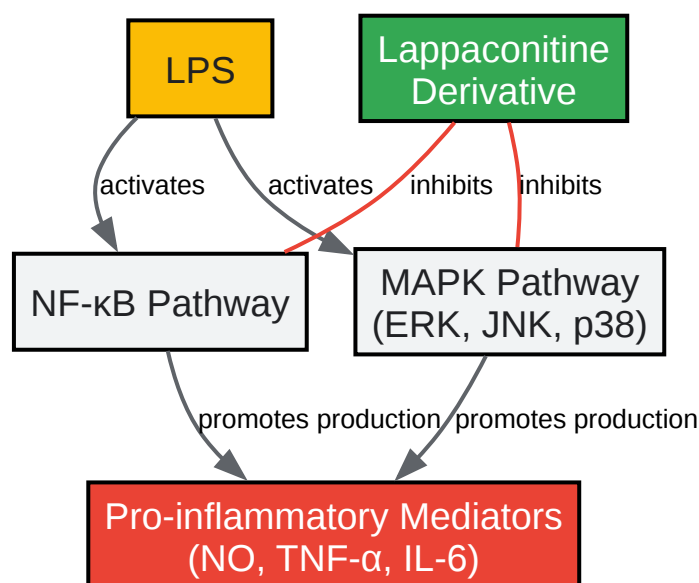 LPS
Lappaconitine
Derivative
activates
activates
inhibits
inhibits
NF-κB Pathway
MAPK Pathway
(ERK, JNK, p38)
promotes production
promotes production
Pro-inflammatory Mediators
(NO, TNF-α, IL-6)